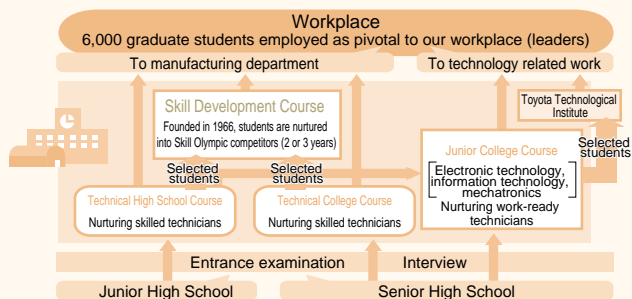 Workplace
6,000 graduate students employed as pivotal to our workplace (leaders)
To manufacturing department
To technology related work
Skill Development Course
Founded in 1966, students are nurtured
into Skill Olympic competitors (2 or 3 years)
Toyota Technological
Institute
Selected
students
Selected
students
Junior College Course
Electronic technology,
information technology,
mechatronics
Nurturing work-ready
technicians
Selected
students
Technical High School Course
Nurturing skilled technicians
Technical College Course
Nurturing skilled technicians
Entrance examination
Interview
Junior High School
Senior High School